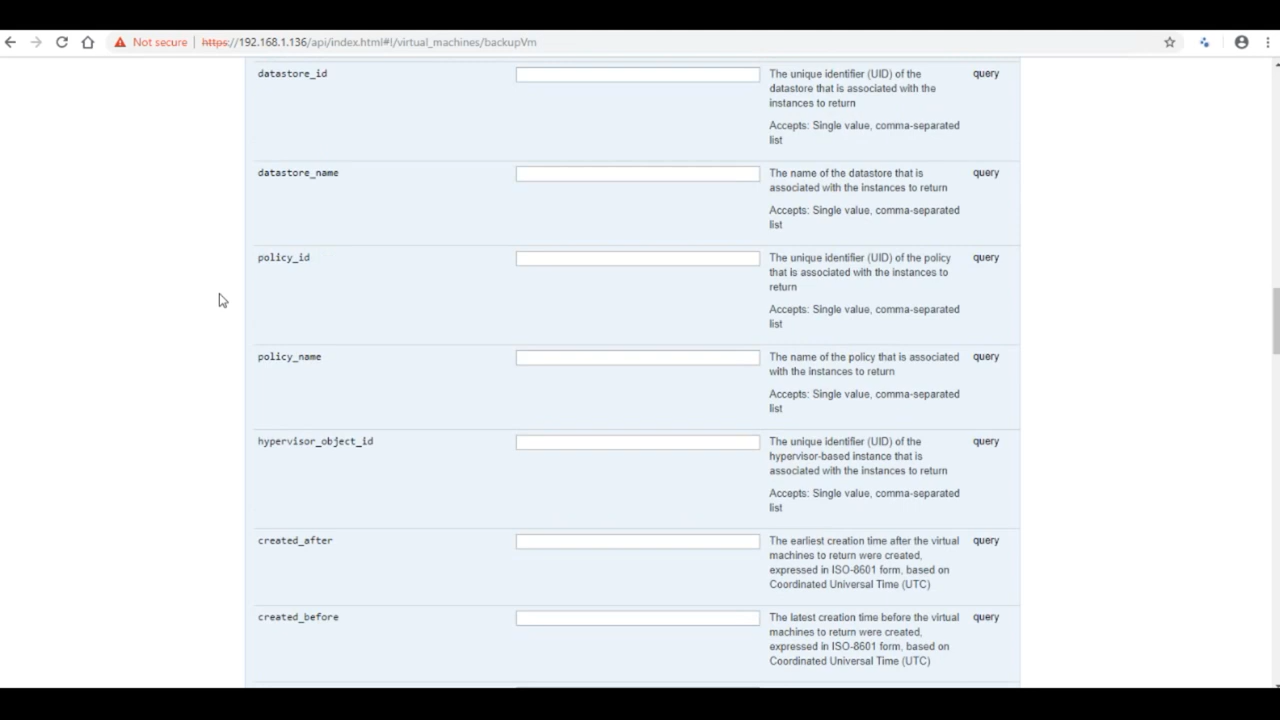 Not secure | https://192.168.1.136/api/index.html#!/virtual_machines/backupVm
datastore_id
The unique identifier (UID) of the
datastore that is associated with the
instances to return
Accepts: Single value, comma-separated
list
query
datastore_name
The name of the datastore that is
associated with the instances to return
Accepts: Single value, comma-separated
list
query
policy_id
The unique identifier (UID) of the policy
that is associated with the instances to
return
Accepts: Single value, comma-separated
list
query
policy_name
The name of the policy that is associated
with the instances to return
Accepts: Single value, comma-separated
list
query
hypervisor_object_id
The unique identifier (UID) of the
hypervisor-based instance that is
associated with the instances to return
Accepts: Single value, comma-separated
list
query
created_after
The earliest creation time after the virtual
machines to return were created,
expressed in ISO-8601 form, based on
Coordinated Universal Time (UTC)
query
created_before
The latest creation time before the virtual
machines to return were created,
expressed in ISO-8601 form, based on
Coordinated Universal Time (UTC)
query